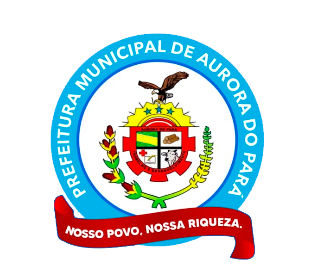 PREFEITURA MUNICIPAL DE AURORA DO PARÁ
NOSSO POVO, NOSSA RIQUEZA.